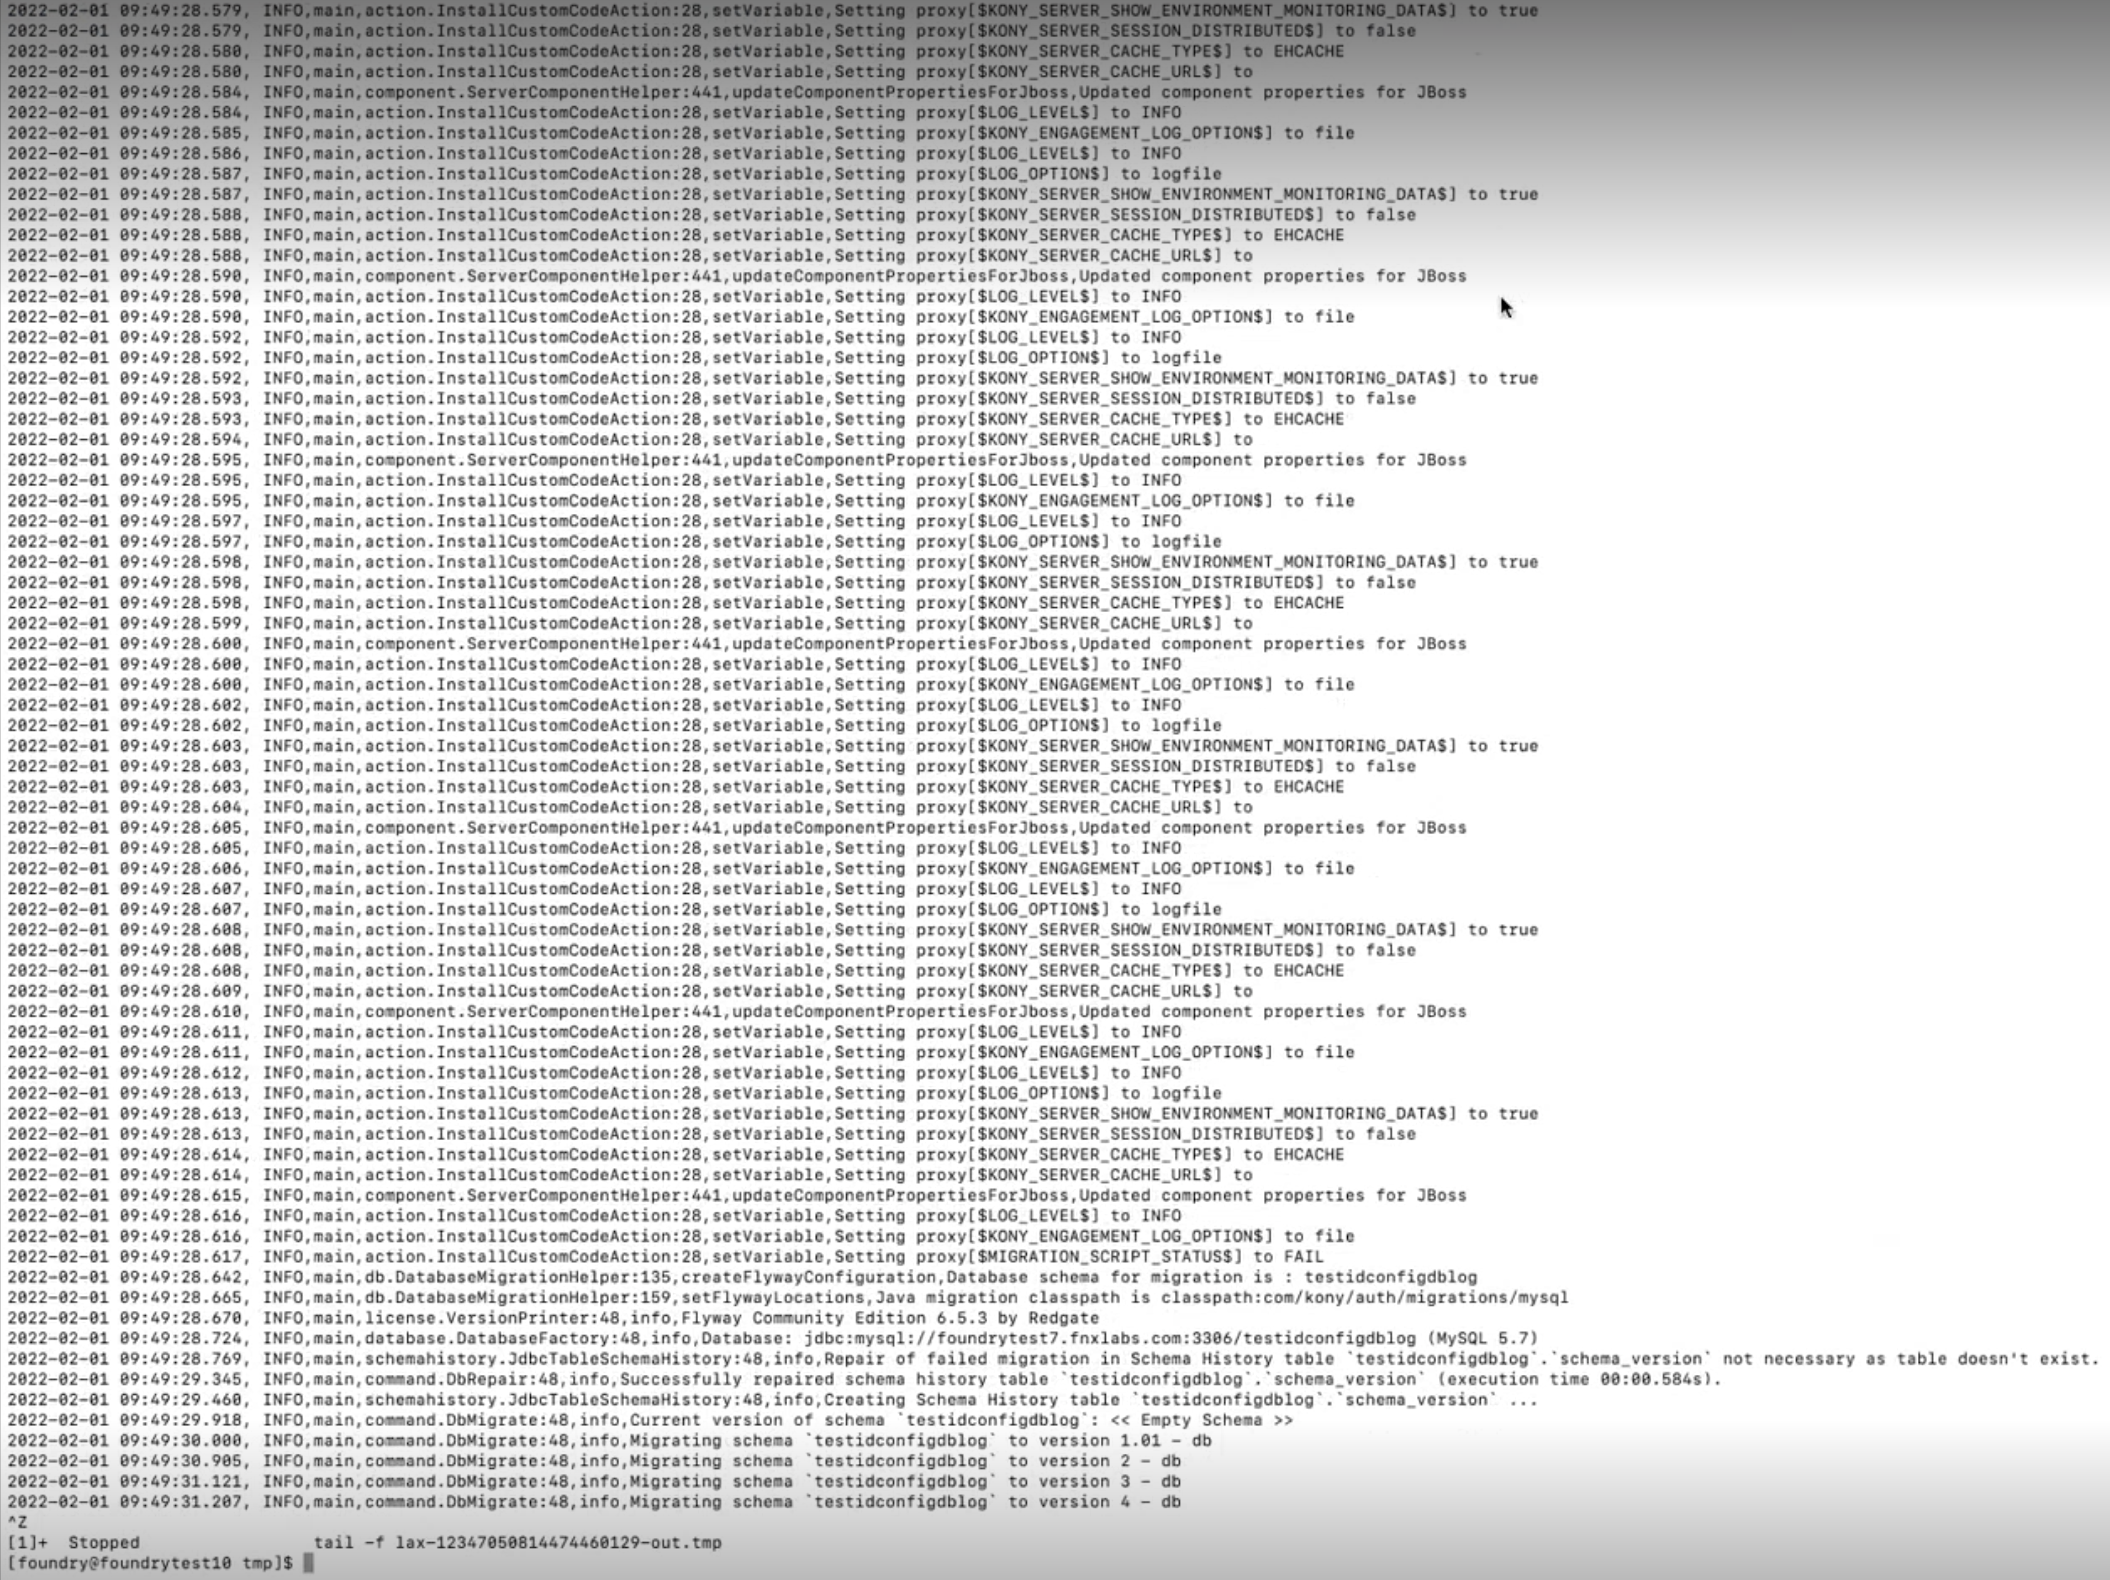 2022-02-01 09:49:28.579, INFO,main,action.InstallCustomCodeAction:28,setVariable,Setting proxy[$KONY_SERVER_SHOW_ENVIRONMENT_MONITORING_DATA$] to true
2022-02-01 09:49:28.579, INFO,main,action.InstallCustomCodeAction:28,setVariable,Setting proxy[$KONY_SERVER_SESSION_DISTRIBUTED$] to false
2022-02-01 09:49:28.580, INFO,main,action.InstallCustomCodeAction:28,setVariable,Setting proxy[$KONY_SERVER_CACHE_TYPE$] to EHCACHE
2022-02-01 09:49:28.580, INFO,main,action.InstallCustomCodeAction:28,setVariable,Setting proxy[$KONY_SERVER_CACHE_URL$] to
2022-02-01 09:49:28.584, INFO,main,component.ServerComponentHelper:441,updateComponentPropertiesForJboss,Updated component properties for JBoss
2022-02-01 09:49:28.584, INFO,main,action.InstallCustomCodeAction:28,setVariable,Setting proxy[$LOG_LEVEL$] to INFO
2022-02-01 09:49:28.585, INFO,main,action.InstallCustomCodeAction:28,setVariable,Setting proxy[$KONY_ENGAGEMENT_LOG_OPTION$] to file
2022-02-01 09:49:28.586, INFO,main,action.InstallCustomCodeAction:28,setVariable,Setting proxy[$LOG_LEVEL$] to INFO
2022-02-01 09:49:28.587, INFO,main,action.InstallCustomCodeAction:28,setVariable,Setting proxy[$LOG_OPTION$] to logfile
2022-02-01 09:49:28.587, INFO,main,action.InstallCustomCodeAction:28,setVariable,Setting proxy[$KONY_SERVER_SHOW_ENVIRONMENT_MONITORING_DATA$] to true
2022-02-01 09:49:28.588, INFO,main,action.InstallCustomCodeAction:28,setVariable,Setting proxy[$KONY_SERVER_SESSION_DISTRIBUTED$] to false
2022-02-01 09:49:28.588, INFO,main,action.InstallCustomCodeAction:28,setVariable,Setting proxy[$KONY_SERVER_CACHE_TYPE$] to EHCACHE
2022-02-01 09:49:28.588, INFO,main,action.InstallCustomCodeAction:28,setVariable,Setting proxy[$KONY_SERVER_CACHE_URL$] to
2022-02-01 09:49:28.590, INFO,main,component.ServerComponentHelper:441,updateComponentPropertiesForJboss,Updated component properties for JBoss
2022-02-01 09:49:28.590, INFO,main,action.InstallCustomCodeAction:28,setVariable,Setting proxy[$LOG_LEVEL$] to INFO
2022-02-01 09:49:28.590, INFO,main,action.InstallCustomCodeAction:28,setVariable,Setting proxy[$KONY_ENGAGEMENT_LOG_OPTION$] to file
2022-02-01 09:49:28.592, INFO,main,action.InstallCustomCodeAction:28,setVariable,Setting proxy[$LOG_LEVEL$] to INFO
2022-02-01 09:49:28.592, INFO,main,action.InstallCustomCodeAction:28,setVariable,Setting proxy[$LOG_OPTION$] to logfile
2022-02-01 09:49:28.592, INFO,main,action.InstallCustomCodeAction:28,setVariable,Setting proxy[$KONY_SERVER_SHOW_ENVIRONMENT_MONITORING_DATA$] to true
2022-02-01 09:49:28.593, INFO,main,action.InstallCustomCodeAction:28,setVariable,Setting proxy[$KONY_SERVER_SESSION_DISTRIBUTED$] to false
2022-02-01 09:49:28.593, INFO,main,action.InstallCustomCodeAction:28,setVariable,Setting proxy[$KONY_SERVER_CACHE_TYPE$] to EHCACHE
2022-02-01 09:49:28.594, INFO,main,action.InstallCustomCodeAction:28,setVariable,Setting proxy[$KONY_SERVER_CACHE_URL$] to
2022-02-01 09:49:28.595, INFO,main,component.ServerComponentHelper:441,updateComponentPropertiesForJboss,Updated component properties for JBoss
2022-02-01 09:49:28.595, INFO,main,action.InstallCustomCodeAction:28,setVariable,Setting proxy[$LOG_LEVEL$] to INFO
2022-02-01 09:49:28.595, INFO,main,action.InstallCustomCodeAction:28,setVariable,Setting proxy[$KONY_ENGAGEMENT_LOG_OPTION$] to file
2022-02-01 09:49:28.597, INFO,main,action.InstallCustomCodeAction:28,setVariable,Setting proxy[$LOG_LEVEL$] to INFO
2022-02-01 09:49:28.597, INFO,main,action.InstallCustomCodeAction:28,setVariable,Setting proxy[$LOG_OPTION$] to logfile
2022-02-01 09:49:28.598, INFO,main,action.InstallCustomCodeAction:28,setVariable,Setting proxy[$KONY_SERVER_SHOW_ENVIRONMENT_MONITORING_DATA$] to true
2022-02-01 09:49:28.598, INFO,main,action.InstallCustomCodeAction:28,setVariable,Setting proxy[$KONY_SERVER_SESSION_DISTRIBUTED$] to false
2022-02-01 09:49:28.598, INFO,main,action.InstallCustomCodeAction:28,setVariable,Setting proxy[$KONY_SERVER_CACHE_TYPE$] to EHCACHE
2022-02-01 09:49:28.599, INFO,main,action.InstallCustomCodeAction:28,setVariable,Setting proxy[$KONY_SERVER_CACHE_URL$] to
2022-02-01 09:49:28.600, INFO,main,component.ServerComponentHelper:441,updateComponentPropertiesForJboss,Updated component properties for JBoss
2022-02-01 09:49:28.600, INFO,main,action.InstallCustomCodeAction:28,setVariable,Setting proxy[$LOG_LEVEL$] to INFO
2022-02-01 09:49:28.600, INFO,main,action.InstallCustomCodeAction:28,setVariable,Setting proxy[$KONY_ENGAGEMENT_LOG_OPTION$] to file
2022-02-01 09:49:28.602, INFO,main,action.InstallCustomCodeAction:28,setVariable,Setting proxy[$LOG_LEVEL$] to INFO
2022-02-01 09:49:28.602, INFO,main,action.InstallCustomCodeAction:28,setVariable,Setting proxy[$LOG_OPTION$] to logfile
2022-02-01 09:49:28.603, INFO,main,action.InstallCustomCodeAction:28,setVariable,Setting proxy[$KONY_SERVER_SHOW_ENVIRONMENT_MONITORING_DATA$] to true
2022-02-01 09:49:28.603, INFO,main,action.InstallCustomCodeAction:28,setVariable,Setting proxy[$KONY_SERVER_SESSION_DISTRIBUTED$] to false
2022-02-01 09:49:28.603, INFO,main,action.InstallCustomCodeAction:28,setVariable,Setting proxy[$KONY_SERVER_CACHE_TYPE$] to EHCACHE
2022-02-01 09:49:28.604, INFO,main,action.InstallCustomCodeAction:28,setVariable,Setting proxy[$KONY_SERVER_CACHE_URL$] to
2022-02-01 09:49:28.605, INFO,main,component.ServerComponentHelper:441,updateComponentPropertiesForJboss,Updated component properties for JBoss
2022-02-01 09:49:28.605, INFO,main,action.InstallCustomCodeAction:28,setVariable,Setting proxy[$LOG_LEVEL$] to INFO
2022-02-01 09:49:28.606, INFO,main,action.InstallCustomCodeAction:28,setVariable,Setting proxy[$KONY_ENGAGEMENT_LOG_OPTION$] to file
2022-02-01 09:49:28.607, INFO,main,action.InstallCustomCodeAction:28,setVariable,Setting proxy[$LOG_LEVEL$] to INFO
2022-02-01 09:49:28.607, INFO,main,action.InstallCustomCodeAction:28,setVariable,Setting proxy[$LOG_OPTION$] to logfile
2022-02-01 09:49:28.608, INFO,main,action.InstallCustomCodeAction:28,setVariable,Setting proxy[$KONY_SERVER_SHOW_ENVIRONMENT_MONITORING_DATA$] to true
2022-02-01 09:49:28.608, INFO,main,action.InstallCustomCodeAction:28,setVariable,Setting proxy[$KONY_SERVER_SESSION_DISTRIBUTED$] to false
2022-02-01 09:49:28.608, INFO,main,action.InstallCustomCodeAction:28,setVariable,Setting proxy[$KONY_SERVER_CACHE_TYPE$] to EHCACHE
2022-02-01 09:49:28.609, INFO,main,action.InstallCustomCodeAction:28,setVariable,Setting proxy[$KONY_SERVER_CACHE_URL$] to
2022-02-01 09:49:28.610, INFO,main,component.ServerComponentHelper:441,updateComponentPropertiesForJboss,Updated component properties for JBoss
2022-02-01 09:49:28.611, INFO,main,action.InstallCustomCodeAction:28,setVariable,Setting proxy[$LOG_LEVEL$] to INFO
2022-02-01 09:49:28.611, INFO,main,action.InstallCustomCodeAction:28,setVariable,Setting proxy[$KONY_ENGAGEMENT_LOG_OPTION$] to file
2022-02-01 09:49:28.612, INFO,main,action.InstallCustomCodeAction:28,setVariable,Setting proxy[$LOG_LEVEL$] to INFO
2022-02-01 09:49:28.613, INFO,main,action.InstallCustomCodeAction:28,setVariable,Setting proxy[$LOG_OPTION$] to logfile
2022-02-01 09:49:28.613, INFO,main,action.InstallCustomCodeAction:28,setVariable,Setting proxy[$KONY_SERVER_SHOW_ENVIRONMENT_MONITORING_DATA$] to true
2022-02-01 09:49:28.613, INFO,main,action.InstallCustomCodeAction:28,setVariable,Setting proxy[$KONY_SERVER_SESSION_DISTRIBUTED$] to false
2022-02-01 09:49:28.614, INFO,main,action.InstallCustomCodeAction:28,setVariable,Setting proxy[$KONY_SERVER_CACHE_TYPE$] to EHCACHE
2022-02-01 09:49:28.614, INFO,main,action.InstallCustomCodeAction:28,setVariable,Setting proxy[$KONY_SERVER_CACHE_URL$] to
2022-02-01 09:49:28.615, INFO,main,component.ServerComponentHelper:441,updateComponentPropertiesForJboss,Updated component properties for JBoss
2022-02-01 09:49:28.616, INFO,main,action.InstallCustomCodeAction:28,setVariable,Setting proxy[$LOG_LEVEL$] to INFO
2022-02-01 09:49:28.616, INFO,main,action.InstallCustomCodeAction:28,setVariable,Setting proxy[$KONY_ENGAGEMENT_LOG_OPTION$] to file
2022-02-01 09:49:28.617, INFO,main,action.InstallCustomCodeAction:28,setVariable,Setting proxy[$MIGRATION_SCRIPT_STATUS$] to FAIL
2022-02-01 09:49:28.642, INFO,main,db.DatabaseMigrationHelper:135,createFlywayConfiguration,Database schema for migration is : testidconfigdblog
2022-02-01 09:49:28.665, INFO,main,db.DatabaseMigrationHelper:159,setFlywayLocations,Java migration classpath is classpath:com/kony/auth/migrations/mysql
2022-02-01 09:49:28.670, INFO,main,license.VersionPrinter:48,info,Flyway Community Edition 6.5.3 by Redgate
2022-02-01 09:49:28.724, INFO,main,database.DatabaseFactory:48,info,Database: jdbc:mysql://foundrytest7.fnxlabs.com:3306/testidconfigdblog (MySQL 5.7)
2022-02-01 09:49:28.769, INFO,main,schemahistory.JdbcTableSchemaHistory:48,info,Repair of failed migration in Schema History table `testidconfigdblog`.`schema_version` not necessary as table doesn't exist.
2022-02-01 09:49:29.345, INFO,main,command.DbRepair:48,info,Successfully repaired schema history table `testidconfigdblog`.`schema_version` (execution time 00:00.584s).
2022-02-01 09:49:29.460, INFO,main,schemahistory.JdbcTableSchemaHistory:48,info,Creating Schema History table `testidconfigdblog`.`schema_version` ...
2022-02-01 09:49:29.918, INFO,main,command.DbMigrate:48,info,Current version of schema `testidconfigdblog`: << Empty Schema >>
2022-02-01 09:49:30.000, INFO,main,command.DbMigrate:48,info,Migrating schema `testidconfigdblog` to version 1.01 - db
2022-02-01 09:49:30.905, INFO,main,command.DbMigrate:48,info,Migrating schema `testidconfigdblog` to version 2 - db
2022-02-01 09:49:31.121, INFO,main,command.DbMigrate:48,info,Migrating schema `testidconfigdblog` to version 3 - db
2022-02-01 09:49:31.207, INFO,main,command.DbMigrate:48,info,Migrating schema `testidconfigdblog` to version 4 - db
^Z
[1]+  Stopped                 tail -f lax-12347050814474460129-out.tmp
[foundry@foundrytest10 tmp]$